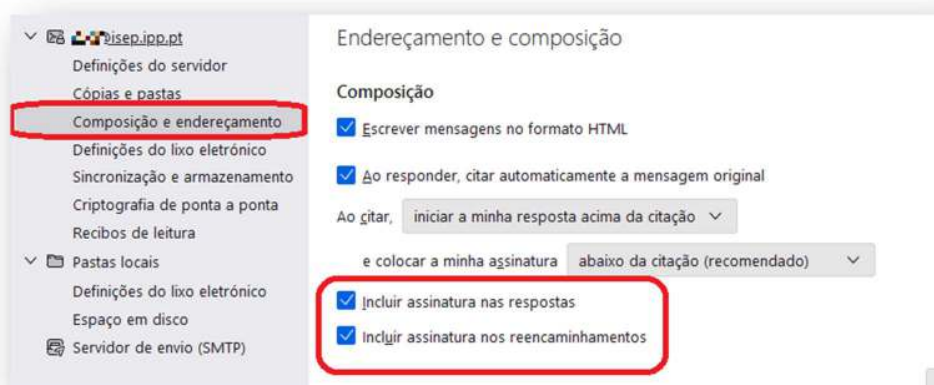 isep.ipp.pt
Definições do servidor
Cópias e pastas
Composição e endereçamento
Definições do lixo eletrónico
Sincronização e armazenamento
Criptografia de ponta a ponta
Recibos de leitura
Pastas locais
Definições do lixo eletrónico
Espaço em disco
Servidor de envio (SMTP)
Endereçamento e composição
Composição
Escrever mensagens no formato HTML
Ao responder, citar automaticamente a mensagem original
Ao citar, iniciar a minha resposta acima da citação
e colocar a minha assinatura abaixo da citação (recomendado)
Incluir assinatura nas respostas
Incluir assinatura nos reencaminhamentos